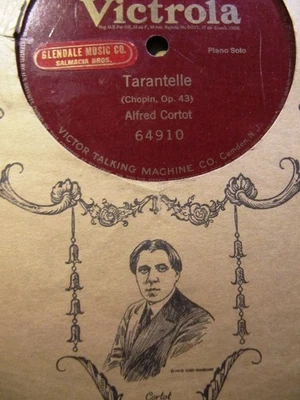 Victrola
GLENDALE MUSIC CO.
SALMACIA BROS.
Piano Solo
Tarantelle
(Chopin, Op. 43)
Alfred Cortot
64910
VICTOR TALKING MACHINE CO. Camden, N.J.
Cortot